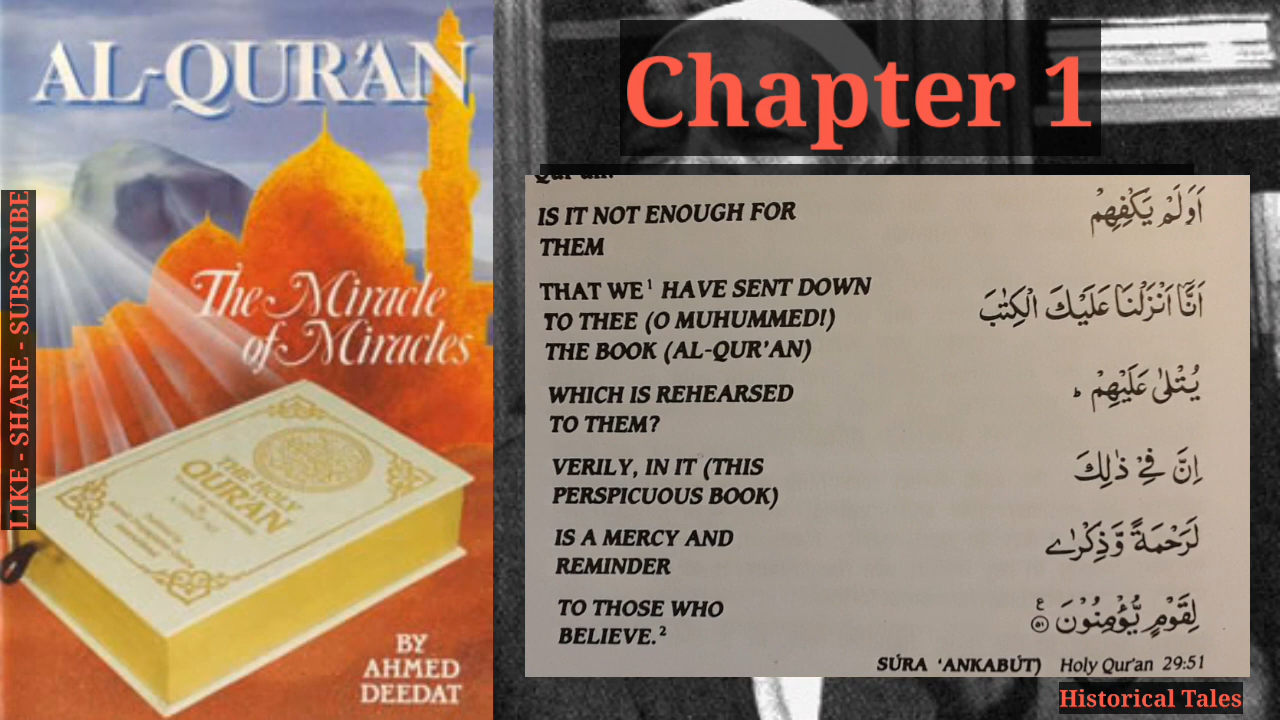 AL-QUR'AN
The Miracle
of Miracles
THE HOLY
QUR'AN
BY
AHMED
DEEDAT
LIKE - SHARE - SUBSCRIBE
Chapter 1
IS IT NOT ENOUGH FOR
THEM
اَوَلَمْ يَكْفِهِمْ
THAT WE¹ HAVE SENT DOWN
TO THEE (O MUHUMMED!)
THE BOOK (AL-QUR'AN)
اَنَّاۤ اَنْزَلْنَا عَلَيْكَ الْكِتٰبَ
WHICH IS REHEARSED
TO THEM?
يُتْلٰى عَلَيْهِمْ ؕ
VERILY, IN IT (THIS
PERSPICUOUS BOOK)
اِنَّ فِيْ ذٰلِكَ
IS A MERCY AND
REMINDER
لَرَحْمَةً وَّذِكْرٰى
TO THOSE WHO
BELIEVE.²
لِقَوْمٍ يُّؤْمِنُوْنَ ۝۵۱ ع
SÚRA 'ANKABÚT) Holy Qur'an 29:51
Historical Tales